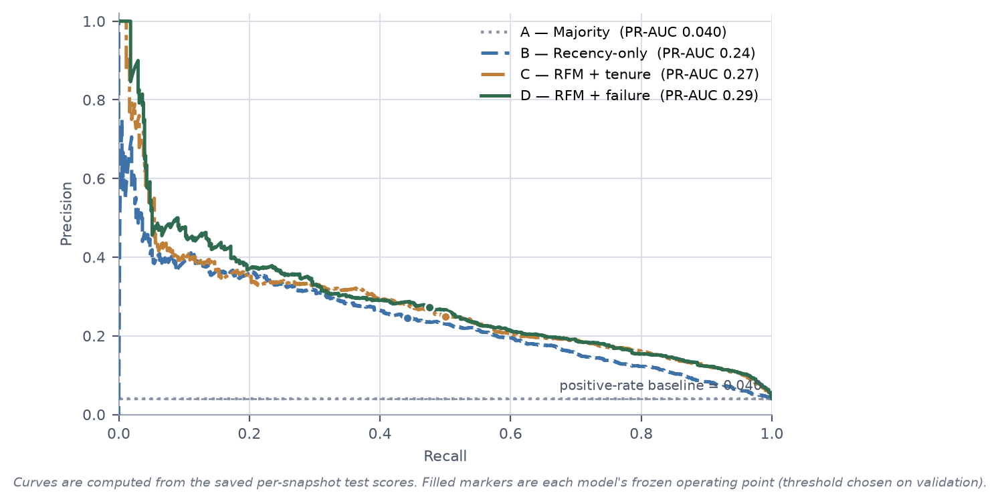 A — Majority  (PR-AUC 0.040)
B — Recency-only  (PR-AUC 0.24)
C — RFM + tenure  (PR-AUC 0.27)
D — RFM + failure  (PR-AUC 0.29)
Precision
1.0
0.8
0.6
0.4
0.2
0.0
positive-rate baseline = 0.040
0.0 0.2 0.4 0.6 0.8 1.0
Recall
Curves are computed from the saved per-snapshot test scores. Filled markers are each model's frozen operating point (threshold chosen on validation).